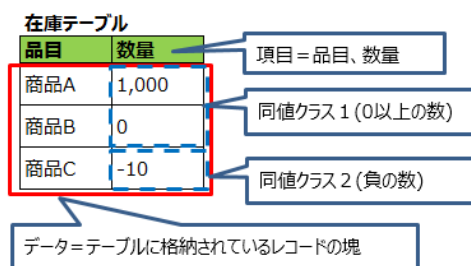 在庫テーブル
品目 数量
項目＝品目、数量
商品A 1,000
同値クラス１(0以上の数)
商品B 0
商品C -10
同値クラス２(負の数)
データ＝テーブルに格納されているレコードの塊